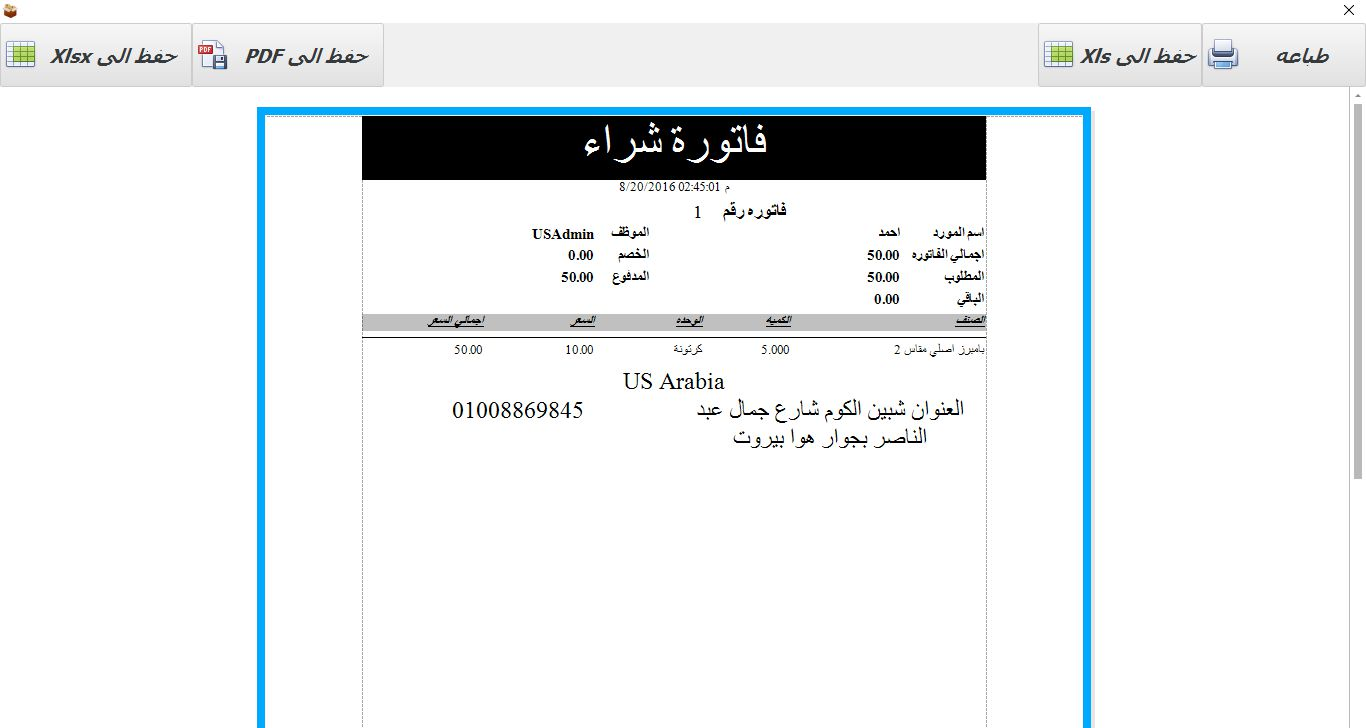 طباعه حفظ الى Xls حفظ الى PDF حفظ الى Xlsx
فاتورة شراء
8/20/2016 02:45:01 م
فاتوره رقم 1
اسم المورد احمد الموظف USAdmin
اجمالي الفاتوره 50.00 الخصم 0.00
المطلوب 50.00 المدفوع 50.00
الباقي 0.00
الصنف الكميه الوحده السعر اجمالي السعر
بامبرز اصلي مقاس 2 5.000 كرتونة 10.00 50.00
US Arabia
العنوان شبين الكوم شارع جمال عبد 01008869845
الناصر بجوار هوا بيروت